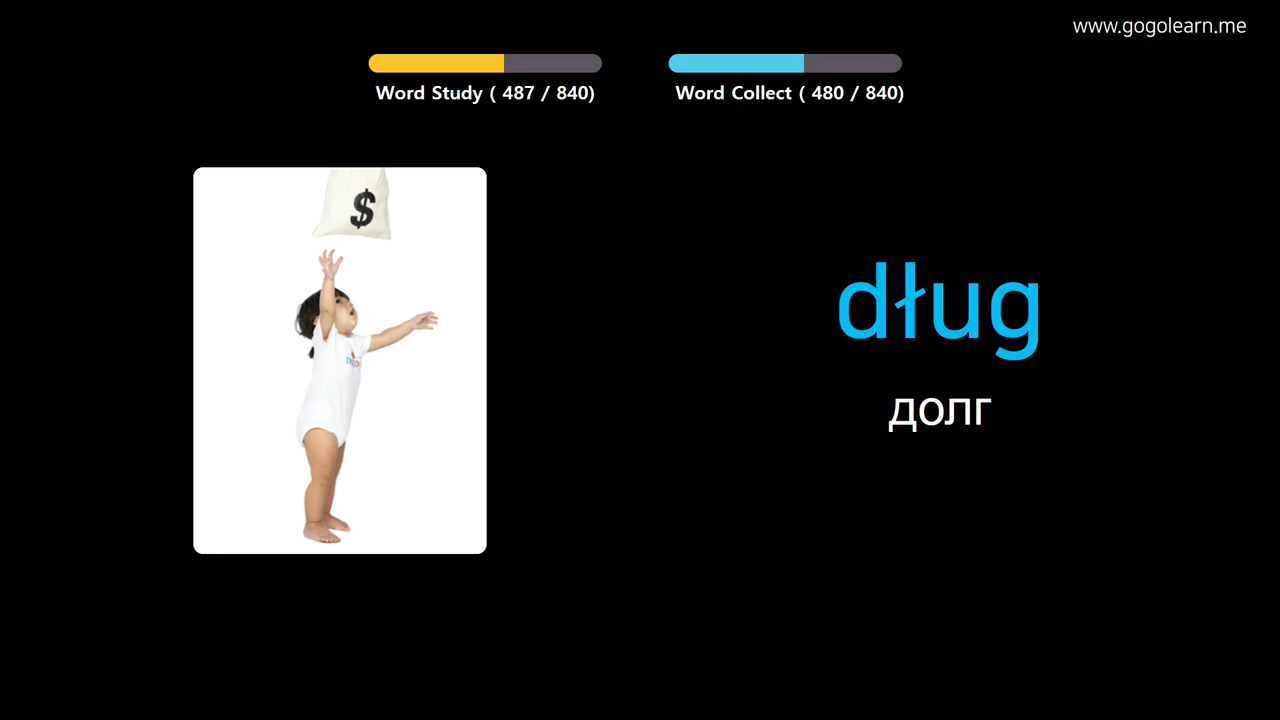 www.gogolearn.me
Word Study ( 487 / 840)
Word Collect ( 480 / 840)
$
dług
долг